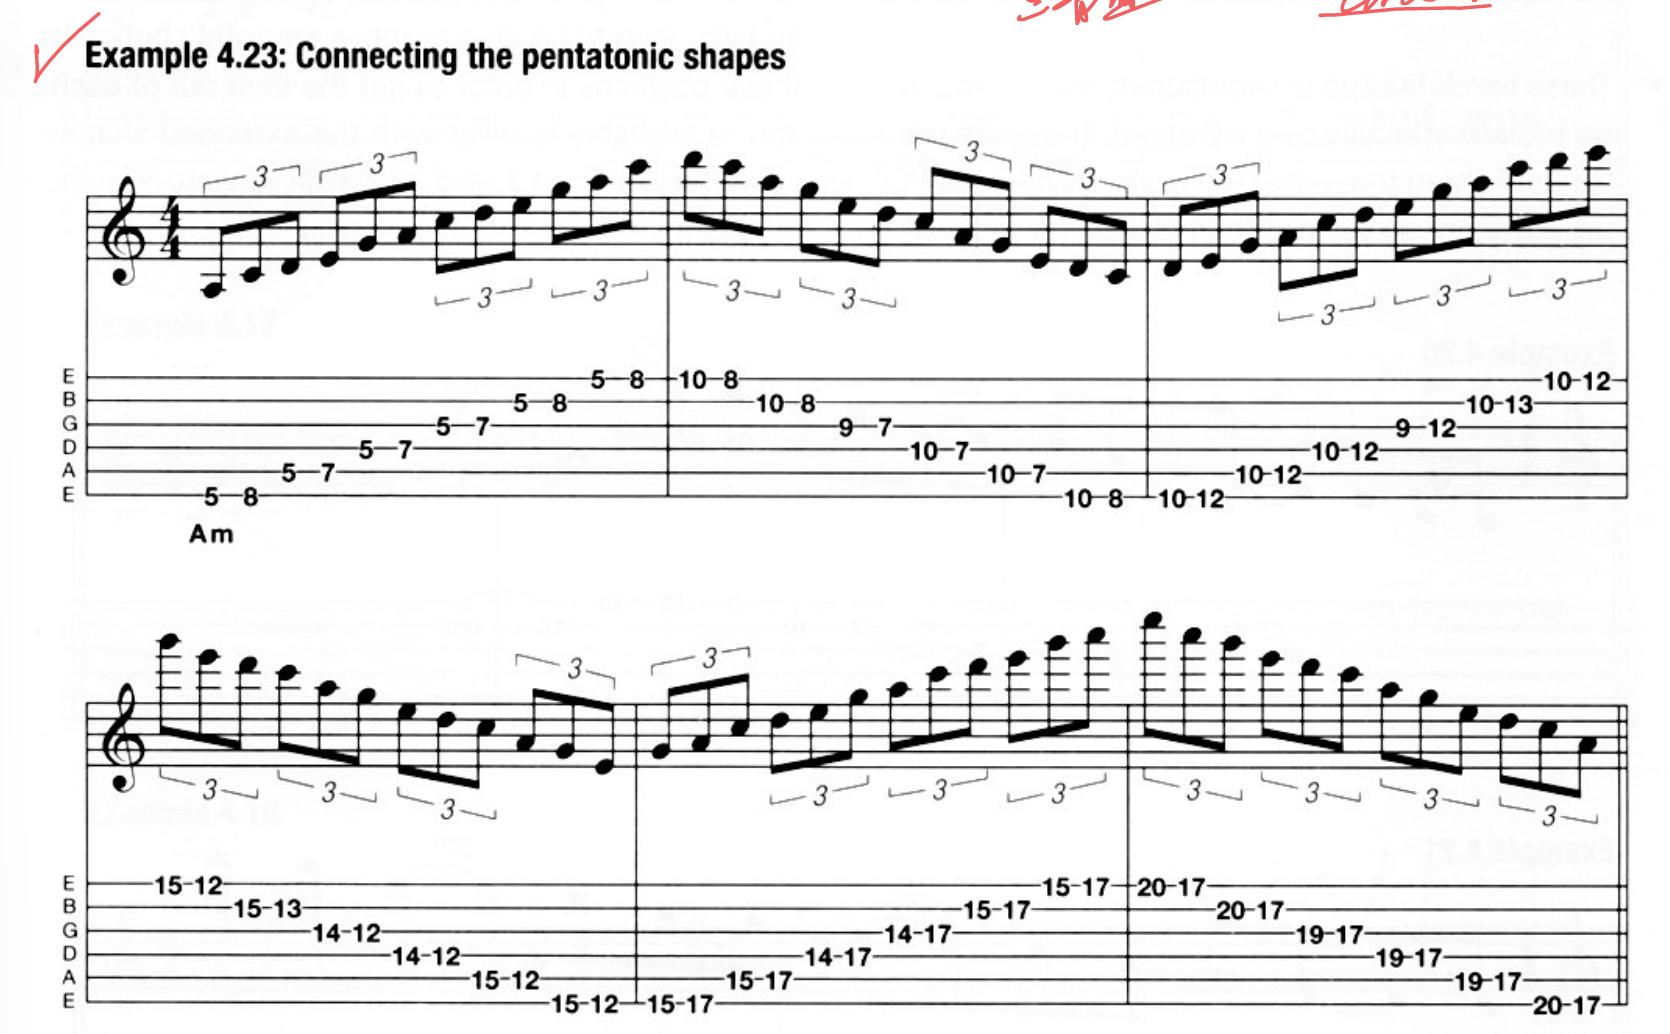 Example 4.23: Connecting the pentatonic shapes
3 3 3 3 3 3 3 3 3 3 3 3
4
4
E 5 8 10 8 10 12
B 5 8 10 8 10 13
G 5 7 9 7 9 12
D 5 7 10 7 10 12
A 5 7 10 7 10 12
E 5 8 10 8 10 12
Am
3 3 3 3 3 3 3 3 3 3 3 3
E 15 12 15 17 20 17
B 15 13 15 17 20 17
G 14 12 14 17 19 17
D 14 12 14 17 19 17
A 15 12 15 17 19 17
E 15 12 15 17 20 17